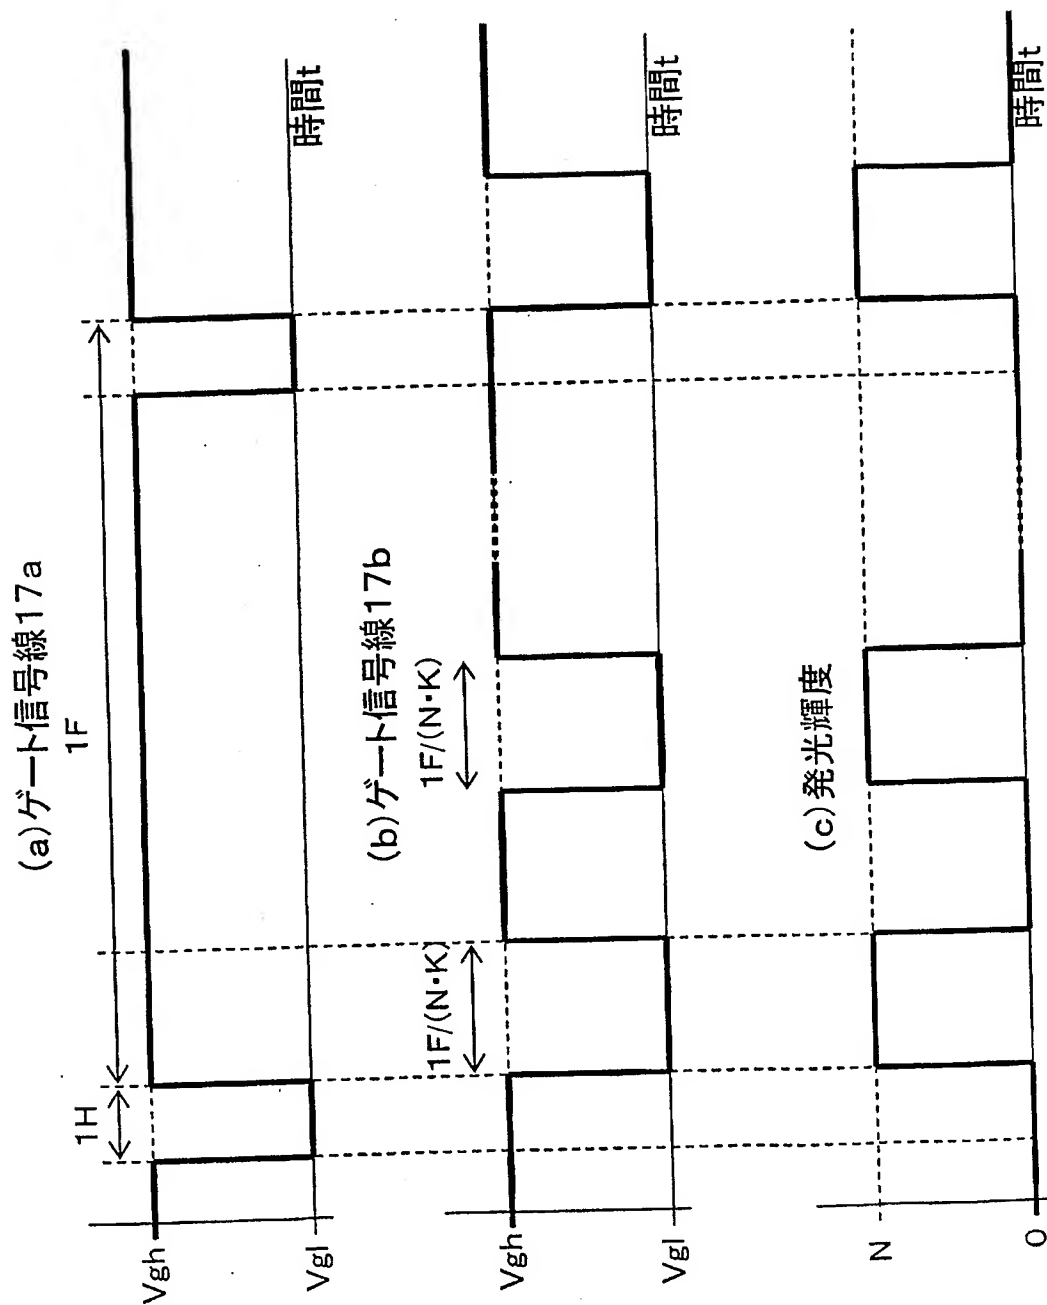 (a)ゲート信号線17a
1F
1H
Vgh
Vgl
時間t
(b)ゲート信号線17b
1F/(N・K)
1F/(N・K)
Vgh
Vgl
時間t
(c)発光輝度
N
0
時間t